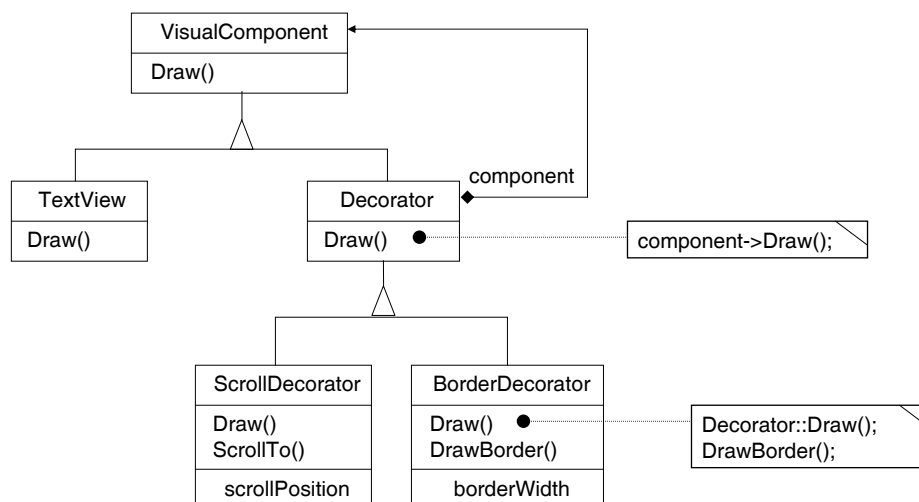 VisualComponent
Draw()
component
TextView
Draw()
Decorator
Draw()
component->Draw();
ScrollDecorator
Draw()
ScrollTo()
scrollPosition
BorderDecorator
Draw()
DrawBorder()
borderWidth
Decorator::Draw();
DrawBorder();